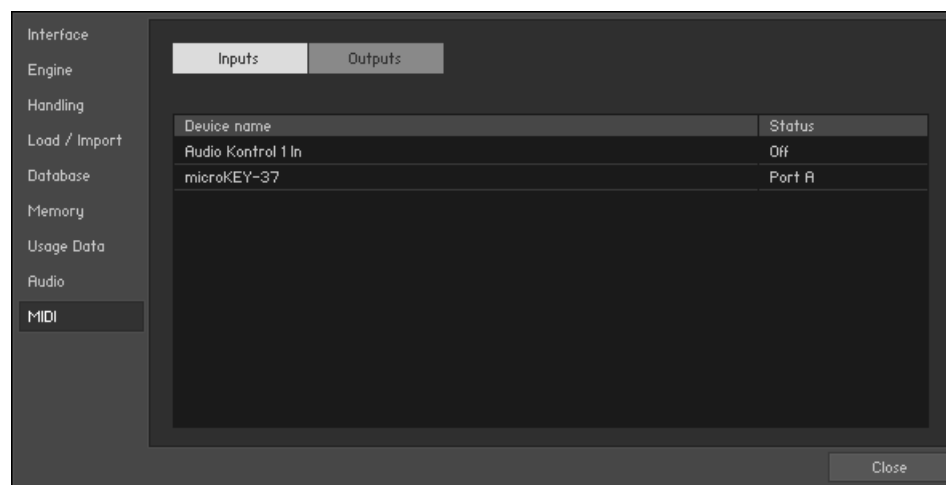 Interface
Engine
Handling
Load / Import
Database
Memory
Usage Data
Audio
MIDI
Inputs Outputs
Device name Status
Audio Kontrol 1 In Off
microKEY-37 Port A
Close